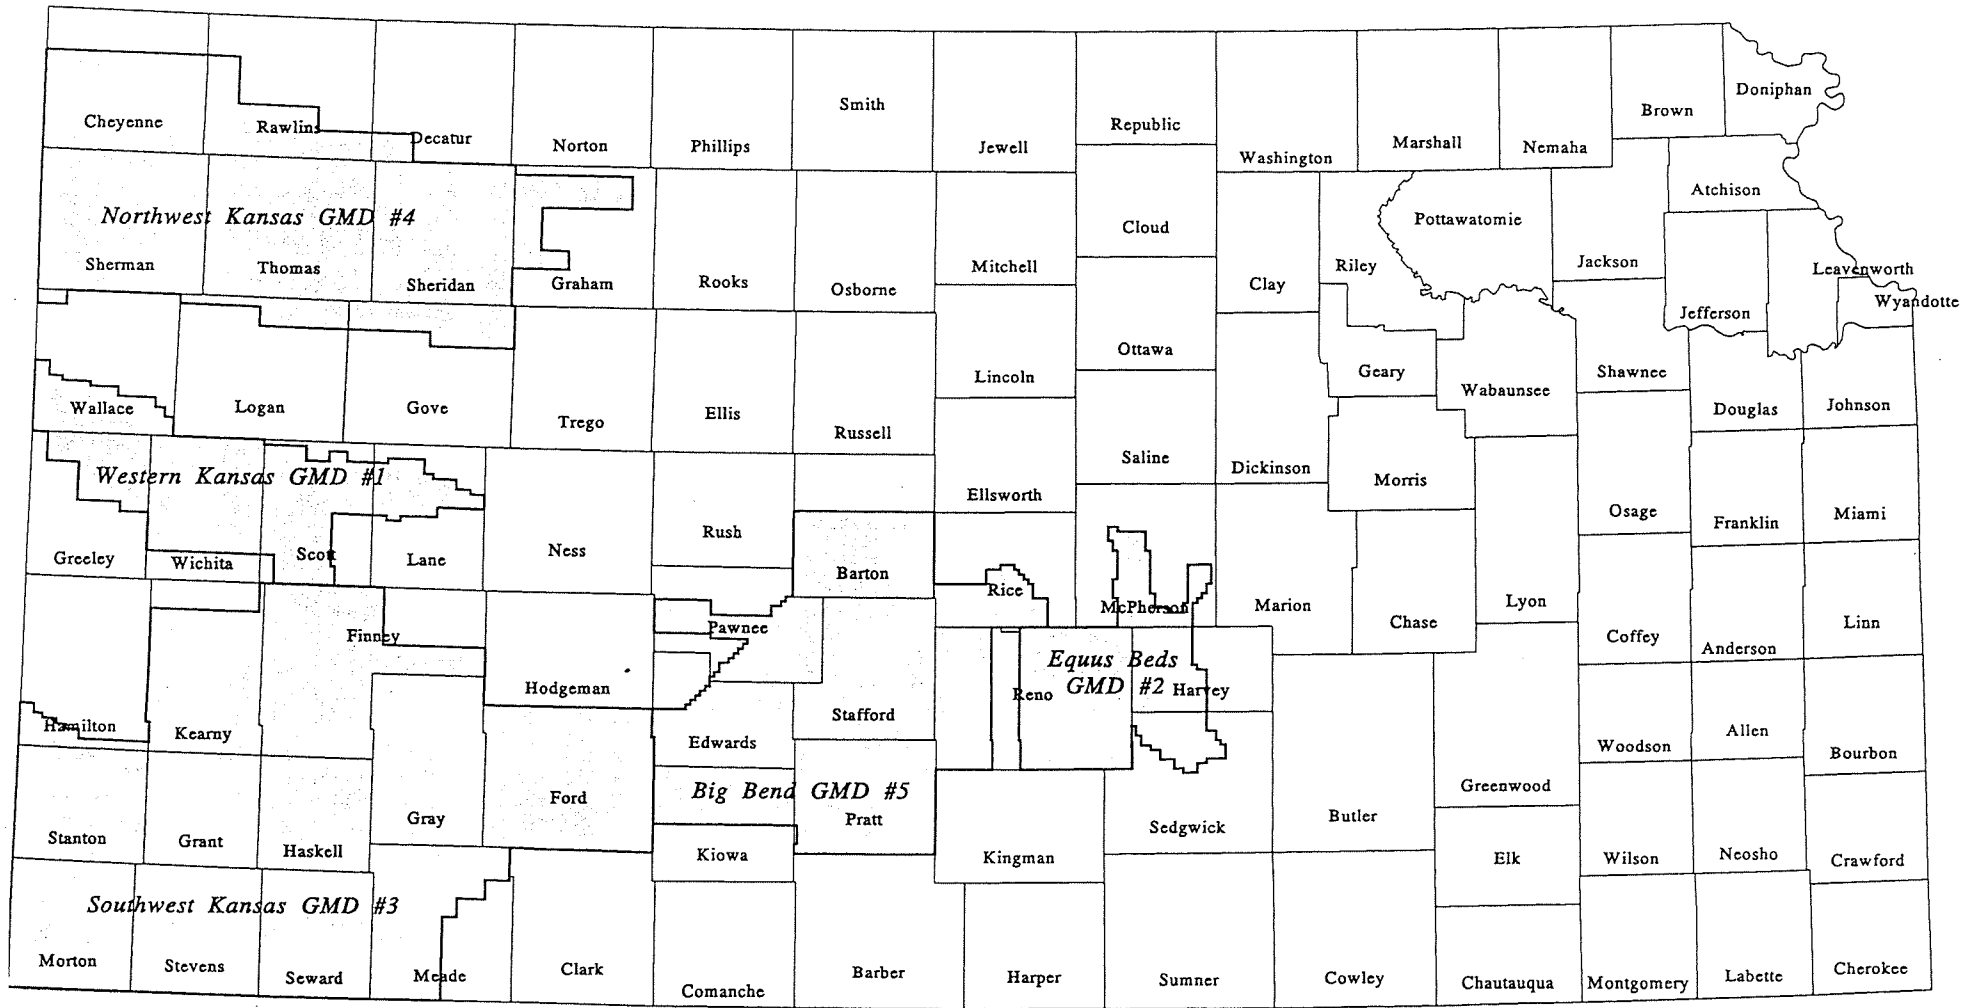 Cheyenne
Rawlins
Decatur
Norton
Phillips
Smith
Jewell
Republic
Washington
Marshall
Nemaha
Brown
Doniphan
Atchison
Northwest Kansas GMD #4
Sherman
Thomas
Sheridan
Graham
Rooks
Osborne
Mitchell
Cloud
Clay
Riley
Pottawatomie
Jackson
Jefferson
Leavenworth
Wyandotte
Wallace
Logan
Gove
Trego
Ellis
Russell
Lincoln
Ottawa
Saline
Dickinson
Geary
Wabaunsee
Shawnee
Douglas
Johnson
Western Kansas GMD #1
Greeley
Wichita
Scott
Lane
Ness
Rush
Barton
Ellsworth
Rice
McPherson
Marion
Morris
Chase
Lyon
Osage
Franklin
Miami
Coffey
Anderson
Linn
Hamilton
Kearny
Finney
Hodgeman
Pawnee
Edwards
Stafford
Reno
Equus Beds
GMD #2
Harvey
Woodson
Allen
Bourbon
Stanton
Grant
Haskell
Gray
Ford
Big Bend GMD #5
Kiowa
Pratt
Kingman
Sedgwick
Butler
Greenwood
Elk
Wilson
Neosho
Crawford
Southwest Kansas GMD #3
Morton
Stevens
Seward
Meade
Clark
Comanche
Barber
Harper
Sumner
Cowley
Chautauqua
Montgomery
Labette
Cherokee